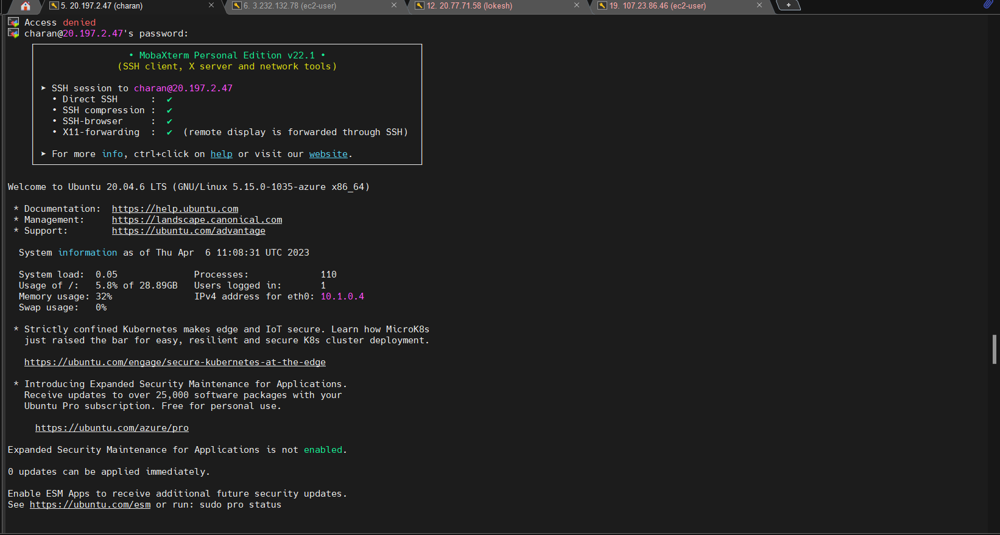 5. 20.197.2.47 (charan)
6. 3.232.132.78 (ec2-user)
12. 20.77.71.58 (lokesh)
19. 107.23.86.46 (ec2-user)
Access denied
charan@20.197.2.47's password:
• MobaXterm Personal Edition v22.1 •
(SSH client, X server and network tools)
➤ SSH session to charan@20.197.2.47
• Direct SSH : ✔
• SSH compression : ✔
• SSH-browser : ✔
• X11-forwarding : ✔ (remote display is forwarded through SSH)
➤ For more info, ctrl+click on help or visit our website.
Welcome to Ubuntu 20.04.6 LTS (GNU/Linux 5.15.0-1035-azure x86_64)
* Documentation: https://help.ubuntu.com
* Management: https://landscape.canonical.com
* Support: https://ubuntu.com/advantage
System information as of Thu Apr 6 11:08:31 UTC 2023
System load: 0.05 Processes: 110
Usage of /: 5.8% of 28.89GB Users logged in: 1
Memory usage: 32% IPv4 address for eth0: 10.1.0.4
Swap usage: 0%
* Strictly confined Kubernetes makes edge and IoT secure. Learn how MicroK8s
just raised the bar for easy, resilient and secure K8s cluster deployment.
https://ubuntu.com/engage/secure-kubernetes-at-the-edge
* Introducing Expanded Security Maintenance for Applications.
Receive updates to over 25,000 software packages with your
Ubuntu Pro subscription. Free for personal use.
https://ubuntu.com/azure/pro
Expanded Security Maintenance for Applications is not enabled.
0 updates can be applied immediately.
Enable ESM Apps to receive additional future security updates.
See https://ubuntu.com/esm or run: sudo pro status